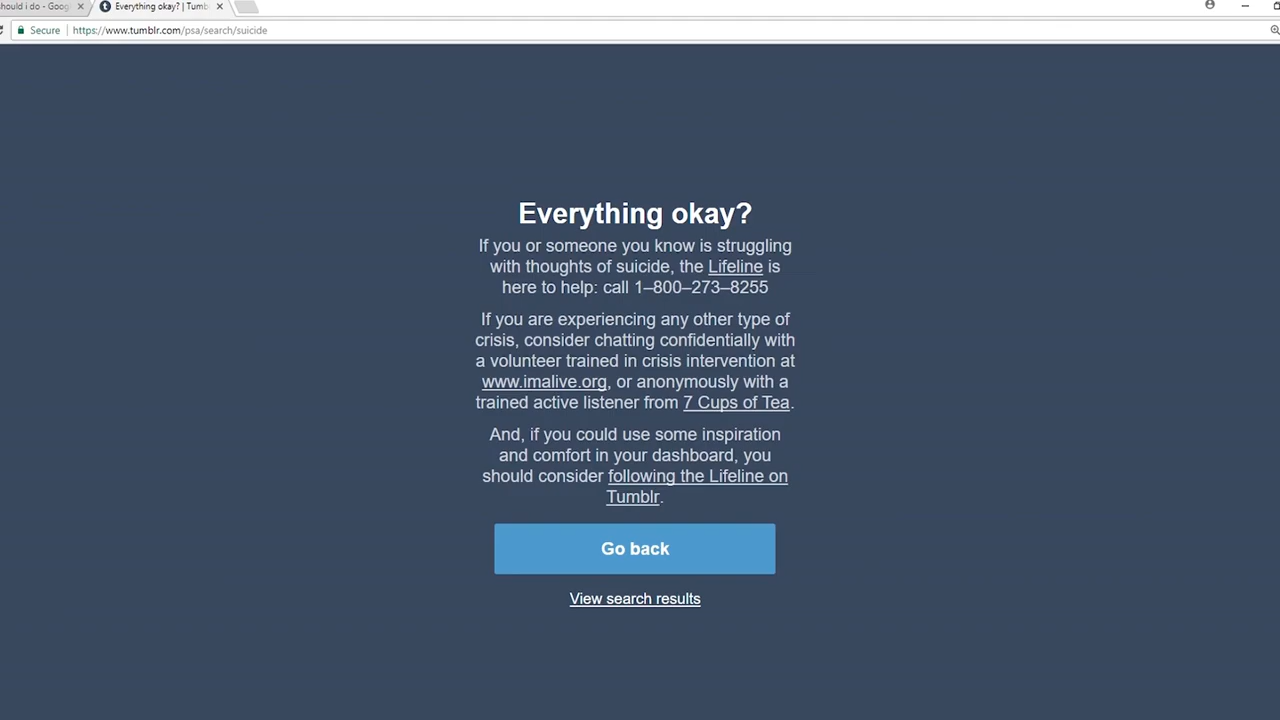 should i do - Goog
Everything okay? | Tumb
Secure
https://www.tumblr.com/psa/search/suicide
Everything okay?
If you or someone you know is struggling
with thoughts of suicide, the Lifeline is
here to help: call 1–800–273–8255
If you are experiencing any other type of
crisis, consider chatting confidentially with
a volunteer trained in crisis intervention at
www.imalive.org, or anonymously with a
trained active listener from 7 Cups of Tea.
And, if you could use some inspiration
and comfort in your dashboard, you
should consider following the Lifeline on
Tumblr.
Go back
View search results